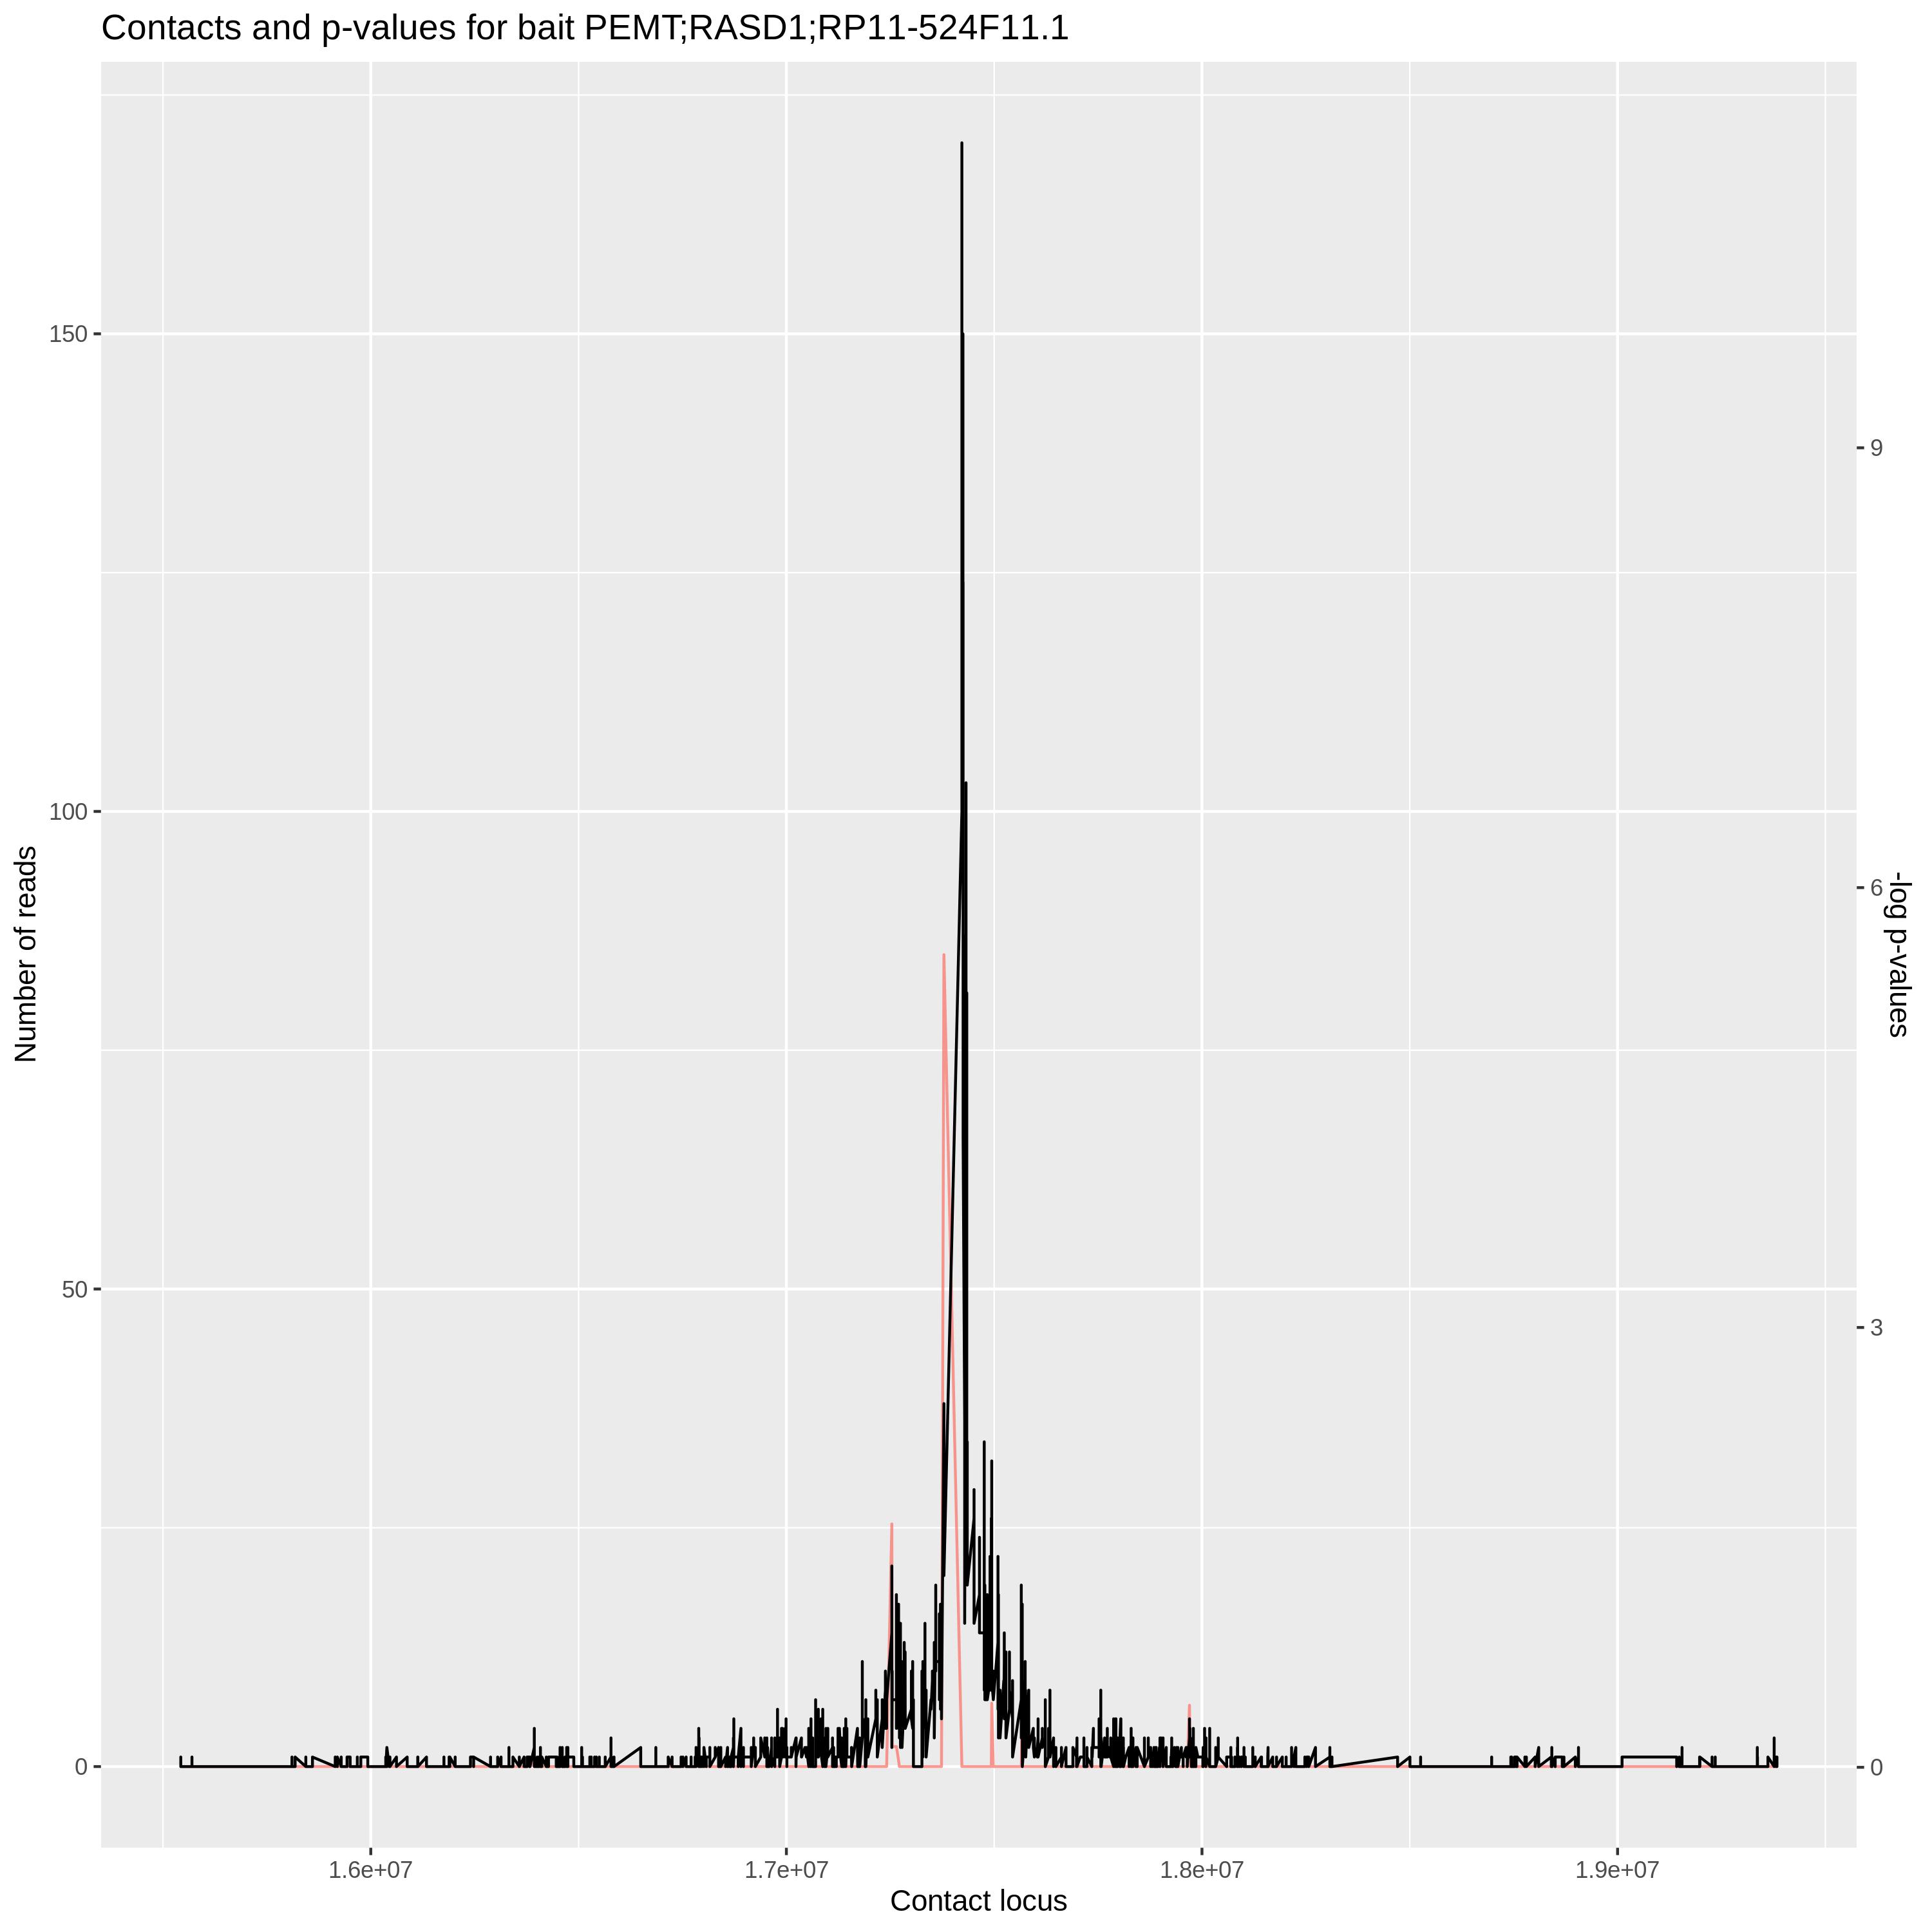 Contacts and p-values for bait PEMT;RASD1;RP11-524F11.1
150
100
50
0
Number of reads
9
6
3
0
-log p-values
1.6e+07
1.7e+07
1.8e+07
1.9e+07
Contact locus